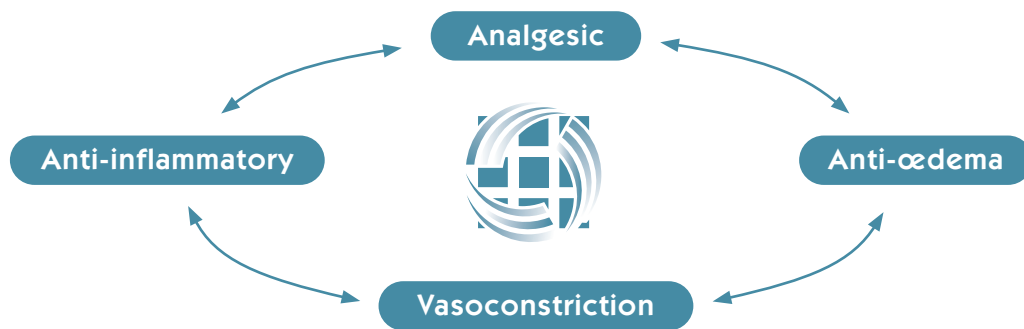 Analgesic
Anti-inflammatory
Anti-œdema
Vasoconstriction